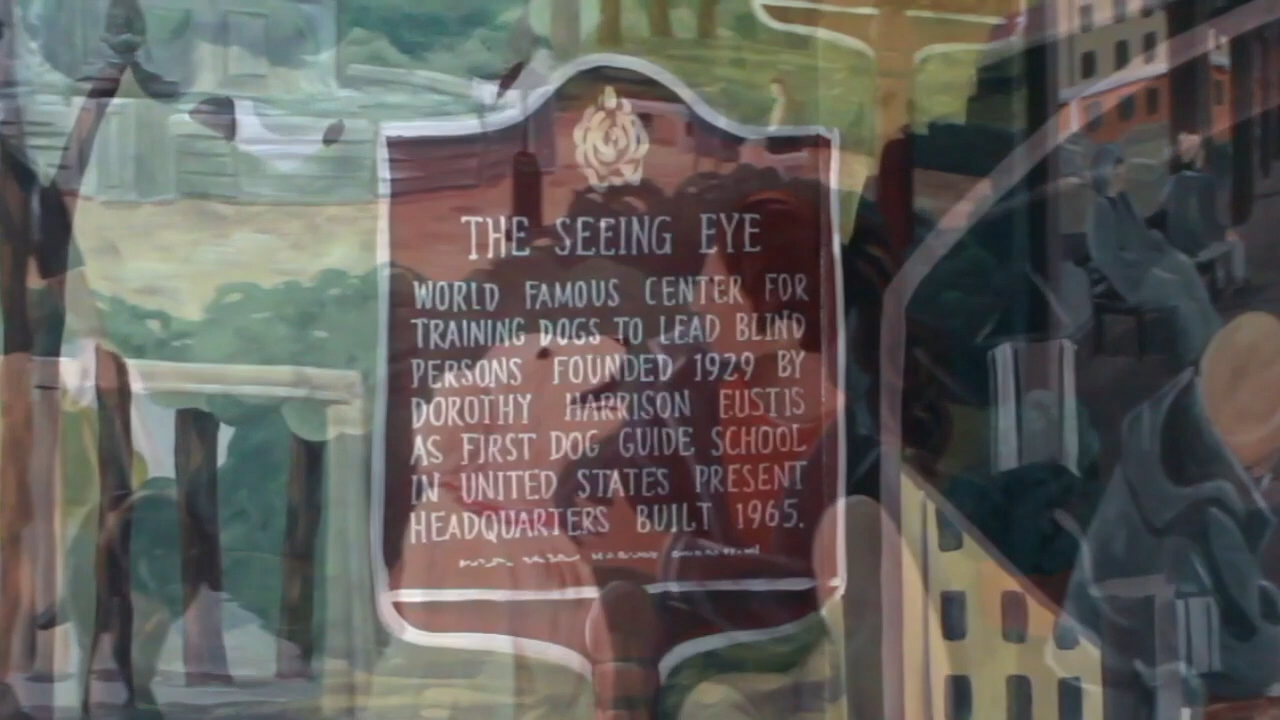 THE SEEING EYE
WORLD FAMOUS CENTER FOR
TRAINING DOGS TO LEAD BLIND
PERSONS FOUNDED 1929 BY
DOROTHY HARRISON EUSTIS
AS FIRST DOG GUIDE SCHOOL
IN UNITED STATES PRESENT
HEADQUARTERS BUILT 1965.